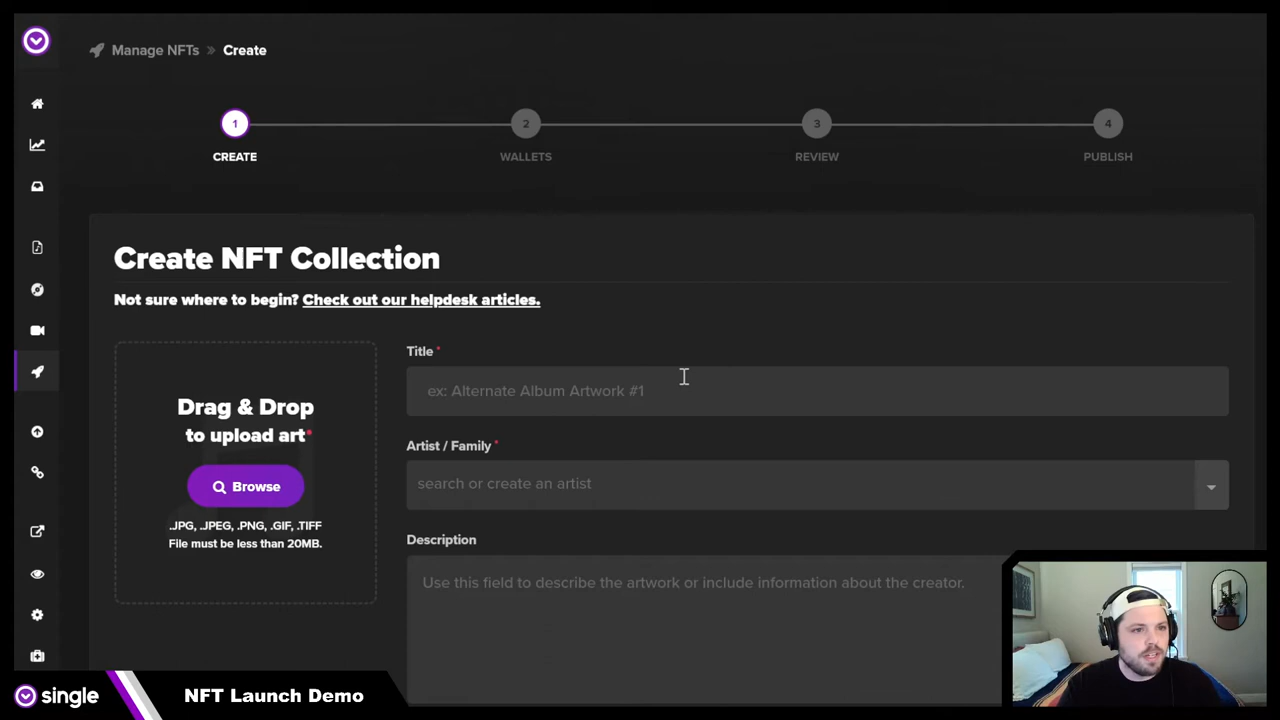 Manage NFTs » Create
1
2
3
4
CREATE
WALLETS
REVIEW
PUBLISH
Create NFT Collection
Not sure where to begin? Check out our helpdesk articles.
Drag & Drop
to upload art*
Browse
.JPG, .JPEG, .PNG, .GIF, .TIFF
File must be less than 20MB.
Title *
ex: Alternate Album Artwork #1
Artist / Family *
search or create an artist
Description
Use this field to describe the artwork or include information about the creator.
single
NFT Launch Demo